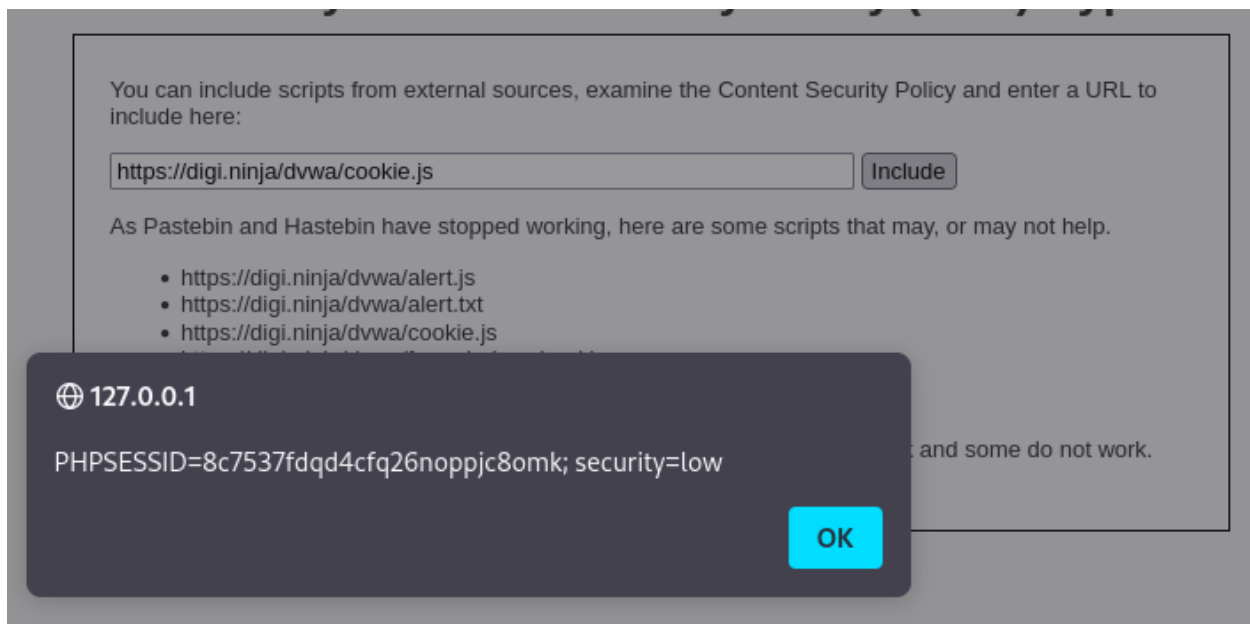 You can include scripts from external sources, examine the Content Security Policy and enter a URL to
include here:
https://digi.ninja/dvwa/cookie.js
Include
As Pastebin and Hastebin have stopped working, here are some scripts that may, or may not help.
• https://digi.ninja/dvwa/alert.js
• https://digi.ninja/dvwa/alert.txt
• https://digi.ninja/dvwa/cookie.js
and some do not work.
127.0.0.1
PHPSESSID=8c7537fdqd4cfq26noppjc8omk; security=low
OK